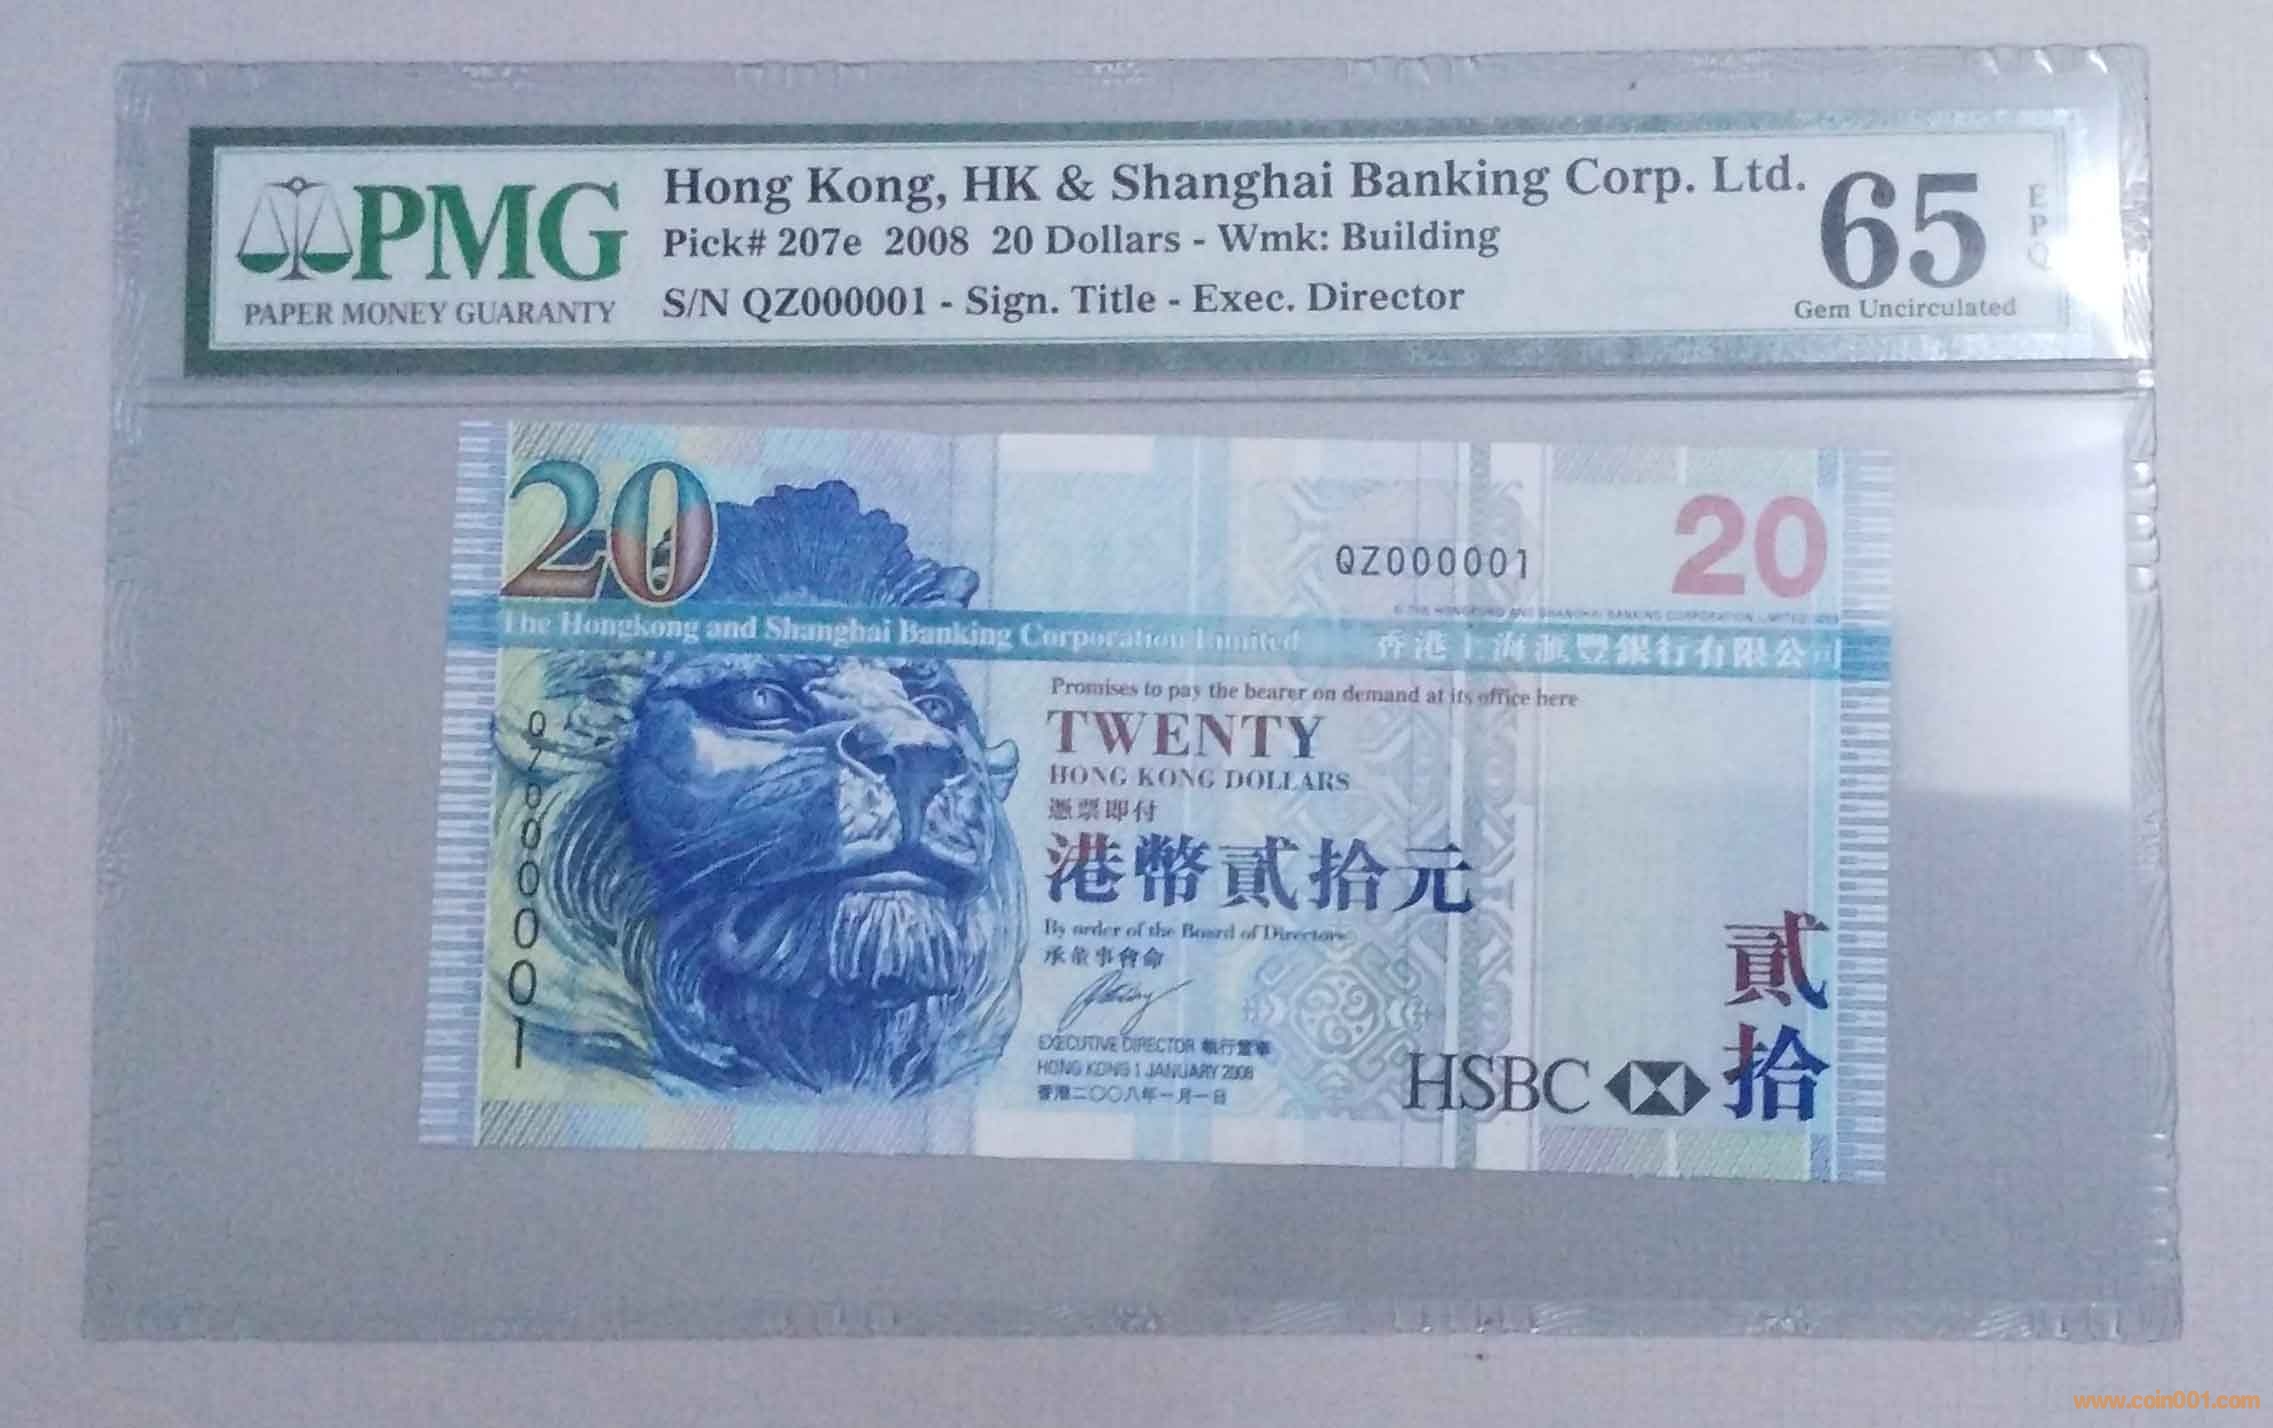 PMG
PAPER MONEY GUARANTY
Hong Kong, HK & Shanghai Banking Corp. Ltd.
Pick# 207e 2008 20 Dollars - Wmk: Building
S/N QZ000001 - Sign. Title - Exec. Director
65
EPQ
Gem Uncirculated
20
QZ000001
20
The Hongkong and Shanghai Banking Corporation Limited 香港上海滙豐銀行有限公司
Promises to pay the bearer on demand at its office here
TWENTY
HONG KONG DOLLARS
憑票即付
港幣貳拾元
By order of the Board of Directors
承董事會命
EXECUTIVE DIRECTOR 執行董事
HONG KONG 1 JANUARY 2008
香港二〇〇八年一月一日
QZ000001
HSBC
貳拾
www.coin001.com